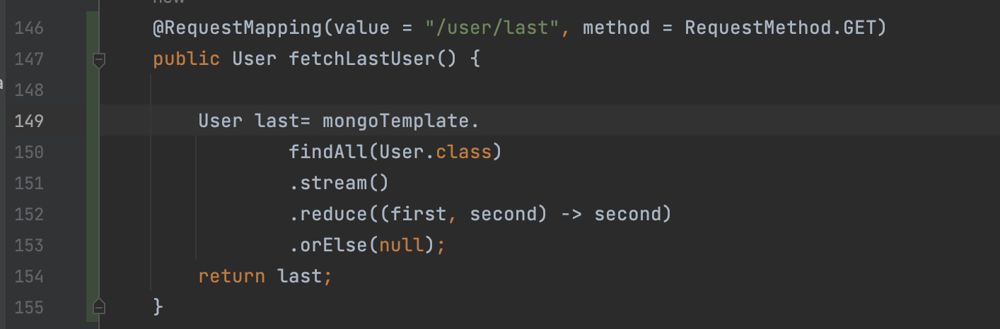 new
146 @RequestMapping(value = "/user/last", method = RequestMethod.GET)
147 public User fetchLastUser() {
a
148
149 User last= mongoTemplate.
150 findAll(User.class)
151 .stream()
152 .reduce((first, second) -> second)
153 .orElse(null);
154 return last;
155 }